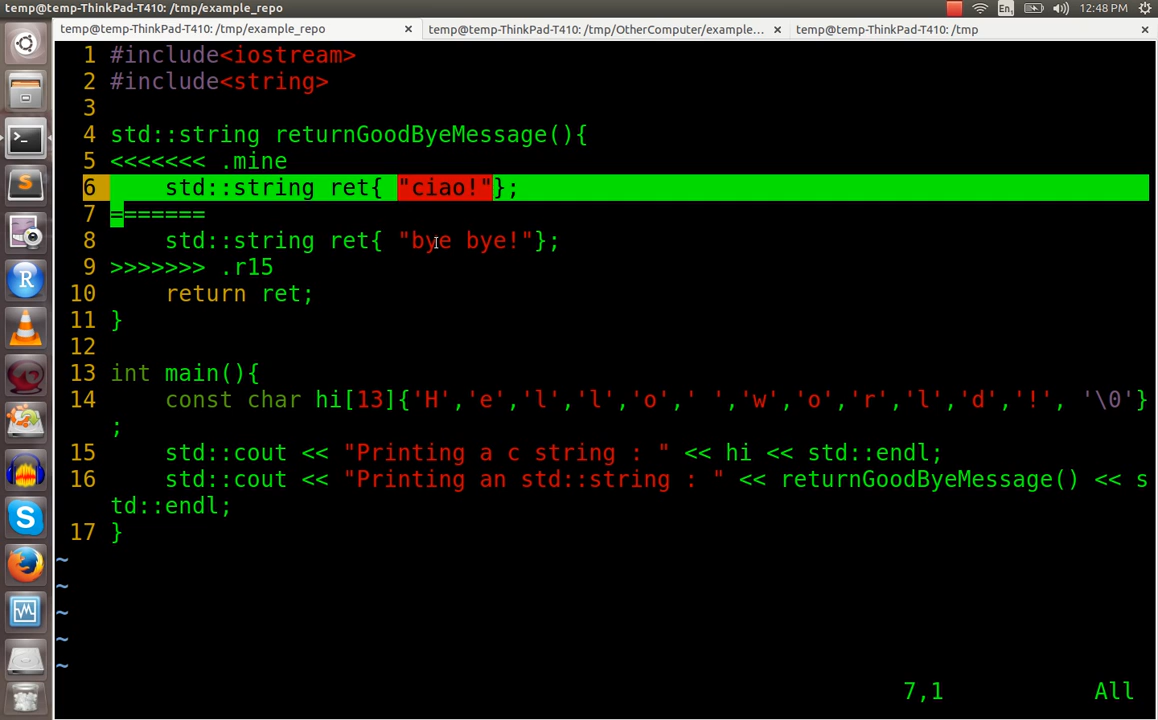 temp@temp-ThinkPad-T410: /tmp/example_repo
En
12:48 PM
temp@temp-ThinkPad-T410: /tmp/example_repo ×
temp@temp-ThinkPad-T410: /tmp/OtherComputer/example... ×
temp@temp-ThinkPad-T410: /tmp ×
1 #include<iostream>
2 #include<string>
3
4 std::string returnGoodByeMessage(){
5 <<<<<<< .mine
6     std::string ret{ "ciao!"};
7 =======
8     std::string ret{ "bye bye!"};
9 >>>>>>> .r15
10     return ret;
11 }
12
13 int main(){
14     const char hi[13]{'H','e','l','l','o',' ','w','o','r','l','d','!', '\0'}
;
15     std::cout << "Printing a c string : " << hi << std::endl;
16     std::cout << "Printing an std::string : " << returnGoodByeMessage() << s
td::endl;
17 }
~
~
~
~
~
7,1 All